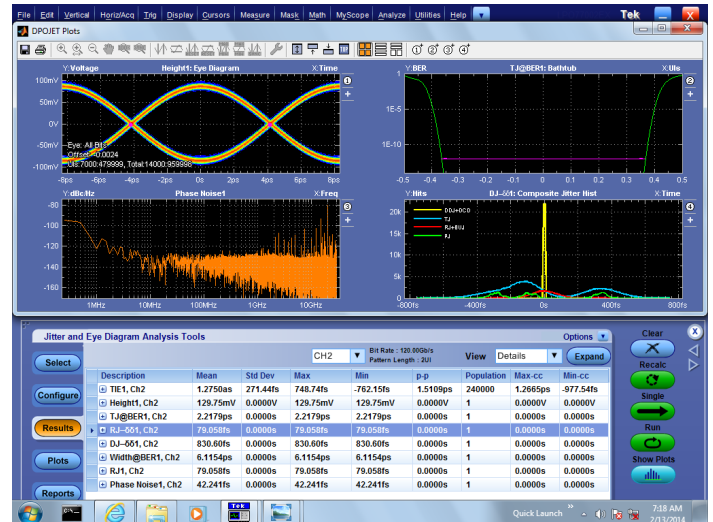 File Edit Vertical Horiz/Acq Trig Display Cursors Measure Mask Math MyScope Analyze Utilities Help Tek X
DPOJET Plots
Y:Voltage Height1: Eye Diagram X:Time
100mV
50mV
0V
-50mV
-100mV
Eye: All Bits
Offset: -0.0024
UIs:7000:479999, Total:14000:959998
-8ps -6ps -4ps -2ps 0s 2ps 4ps 6ps 8ps
1
Y:BER TJ@BER1: Bathtub X:UIs
1
1E-5
1E-10
-0.5 -0.4 -0.3 -0.2 -0.1 0 0.1 0.2 0.3 0.4 0.5
2
Y:dBc/Hz Phase Noise1 X:Freq
-80
-100
-120
-140
-160
1MHz 10MHz 100MHz 1GHz 10GHz
3
Y:Hits DJ-δδ1: Composite Jitter Hist X:Time
20k
15k
10k
5k
0
DDJ+DCD
TJ
RJ+BUJ
PJ
-800fs -400fs 0s 400fs 800fs
4
Jitter and Eye Diagram Analysis Tools Options
CH2 Bit Rate : 120.00Gb/s
Pattern Length : 2UI
View Details Expand
Select
Configure
Results
Plots
Reports
Description Mean Std Dev Max Min p-p Population Max-cc Min-cc
TIE1, Ch2 1.2750as 271.44fs 748.74fs -762.15fs 1.5109ps 240000 1.2665ps -977.54fs
Height1, Ch2 129.75mV 0.0000V 129.75mV 129.75mV 0.0000V 1 0.0000V 0.0000V
TJ@BER1, Ch2 2.2179ps 0.0000s 2.2179ps 2.2179ps 0.0000s 1 0.0000s 0.0000s
RJ-δδ1, Ch2 79.058fs 0.0000s 79.058fs 79.058fs 0.0000s 1 0.0000s 0.0000s
DJ-δδ1, Ch2 830.60fs 0.0000s 830.60fs 830.60fs 0.0000s 1 0.0000s 0.0000s
Width@BER1, Ch2 6.1154ps 0.0000s 6.1154ps 6.1154ps 0.0000s 1 0.0000s 0.0000s
RJ1, Ch2 79.058fs 0.0000s 79.058fs 79.058fs 0.0000s 1 0.0000s 0.0000s
Phase Noise1, Ch2 42.241fs 0.0000s 42.241fs 42.241fs 0.0000s 1 0.0000s 0.0000s
Clear
Recalc
Single
Run
Show Plots
Tek
Quick Launch
7:18 AM
2/13/2014